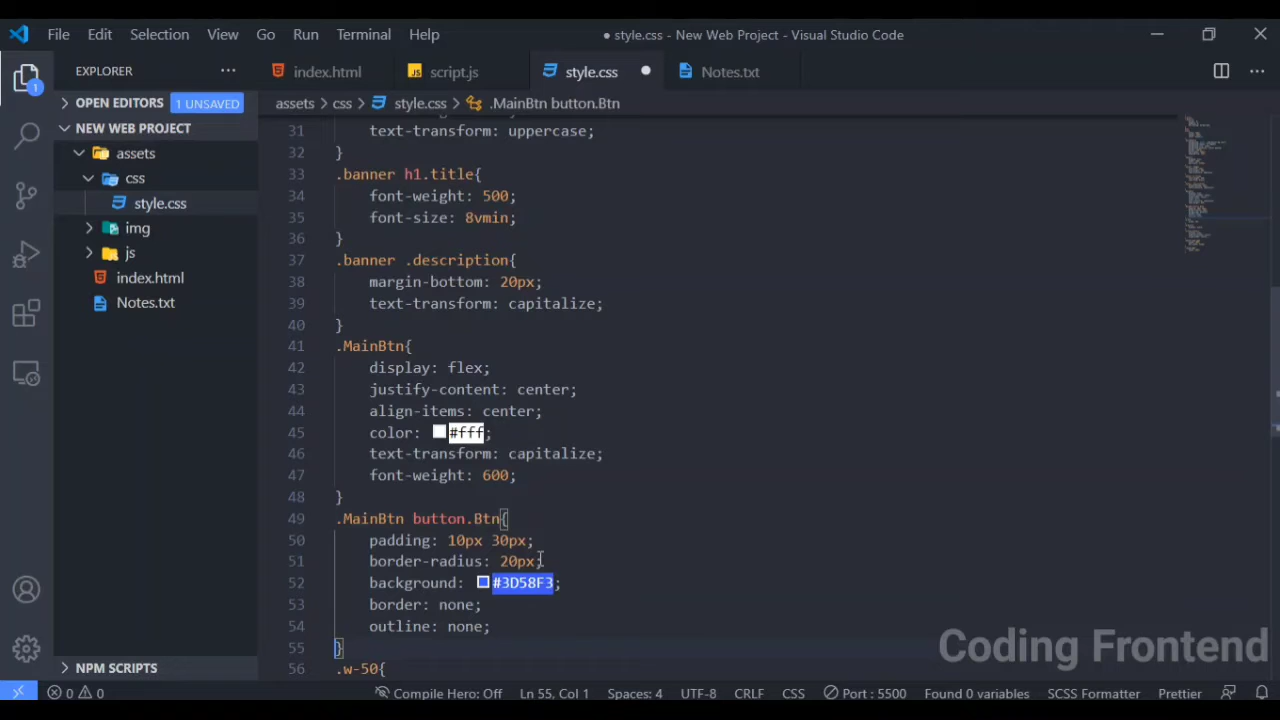 File Edit Selection View Go Run Terminal Help
● style.css - New Web Project - Visual Studio Code
EXPLORER
index.html
script.js
style.css
Notes.txt
OPEN EDITORS 1 UNSAVED
assets > css > style.css > .MainBtn button.Btn
NEW WEB PROJECT
assets
css
style.css
img
js
index.html
Notes.txt
31 text-transform: uppercase;
32 }
33 .banner h1.title{
34 font-weight: 500;
35 font-size: 8vmin;
36 }
37 .banner .description{
38 margin-bottom: 20px;
39 text-transform: capitalize;
40 }
41 .MainBtn{
42 display: flex;
43 justify-content: center;
44 align-items: center;
45 color: #fff;
46 text-transform: capitalize;
47 font-weight: 600;
48 }
49 .MainBtn button.Btn{
50 padding: 10px 30px;
51 border-radius: 20px;
52 background: #3D58F3;
53 border: none;
54 outline: none;
55 }
56 .w-50{
1
Coding Frontend
NPM SCRIPTS
0 0 Compile Hero: Off Ln 55, Col 1 Spaces: 4 UTF-8 CRLF CSS Port : 5500 Found 0 variables SCSS Formatter Prettier